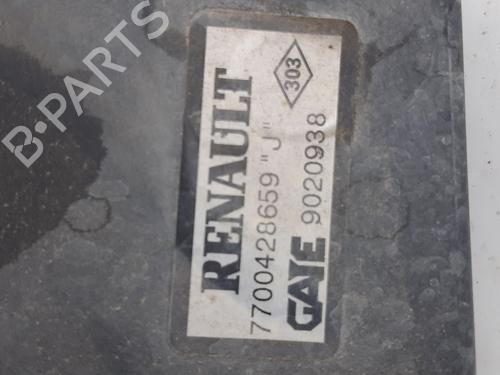 RENAULT
303
7700428659 "J"
GATE 9020938
B-PARTS